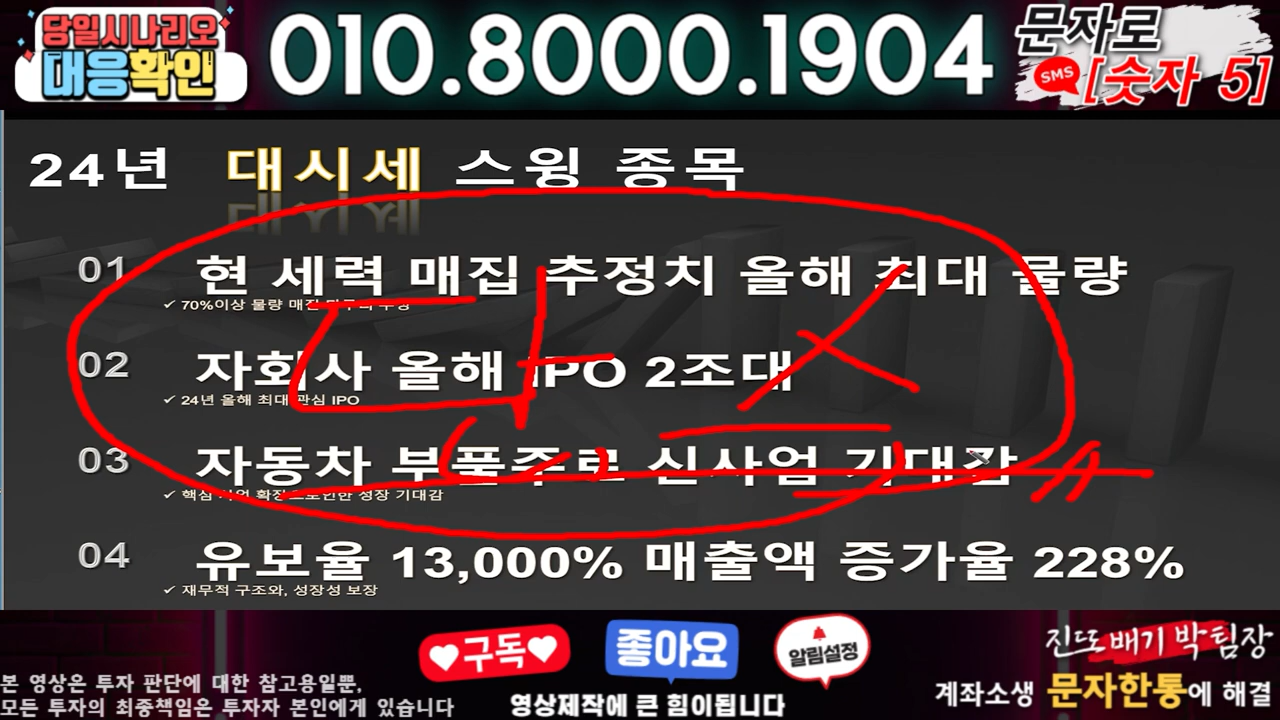 당일시나리오
대응확인
010.8000.1904
문자로
SMS [숫자 5]
24년 대시세 스윙 종목
01 현 세력 매집 추정치 올해 최대 물량
✓ 70%이상 물량 매집
02 자회사 올해 IPO 2조대
✓ 24년 올해 최대 관심 IPO
03 자동차 부품주로 신사업 기대감
✓ 핵심 사업 확장으로인한 성장 기대감
04 유보율 13,000% 매출액 증가율 228%
✓ 재무적 구조와, 성장성 보장
구독
좋아요
알림설정
영상제작에 큰 힘이됩니다
본 영상은 투자 판단에 대한 참고용일뿐,
모든 투자의 최종책임은 투자자 본인에게 있습니다
진또배기 박팀장
계좌소생 문자한통에 해결